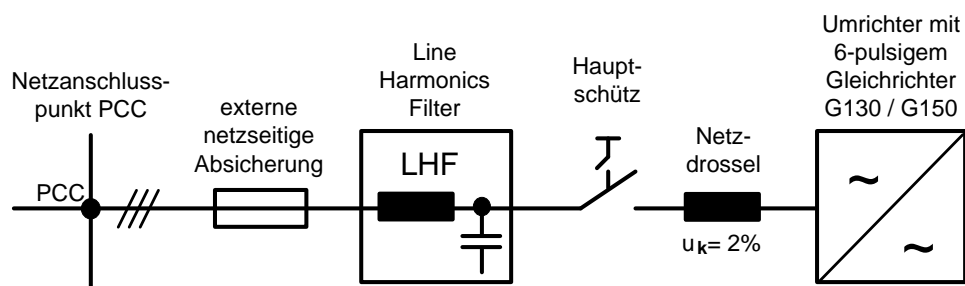 Netzanschluss-
punkt PCC
PCC
externe
netzseitige
Absicherung
Line
Harmonics
Filter
LHF
Haupt-
schütz
Netz-
drossel
uk= 2%
Umrichter mit
6-pulsigem
Gleichrichter
G130 / G150
~
~